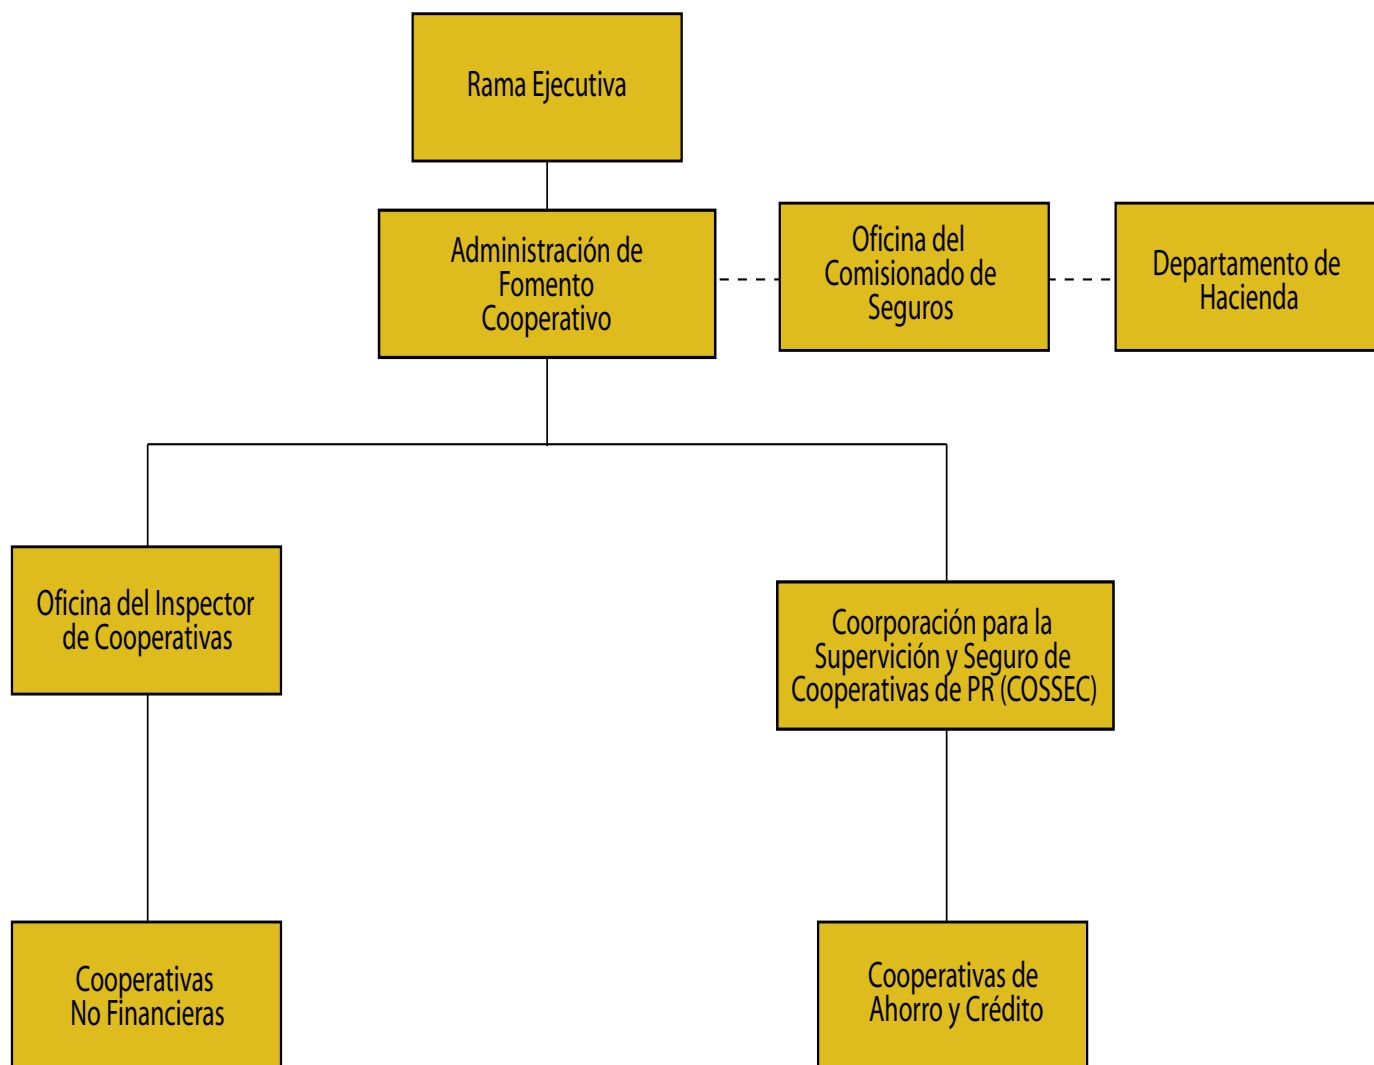 Rama Ejecutiva
Administración de
Fomento
Cooperativo
Oficina del
Comisionado de
Seguros
Departamento de
Hacienda
Oficina del Inspector
de Cooperativas
Coorporación para la
Supervición y Seguro de
Cooperativas de PR (COSSEC)
Cooperativas
No Financieras
Cooperativas de
Ahorro y Crédito